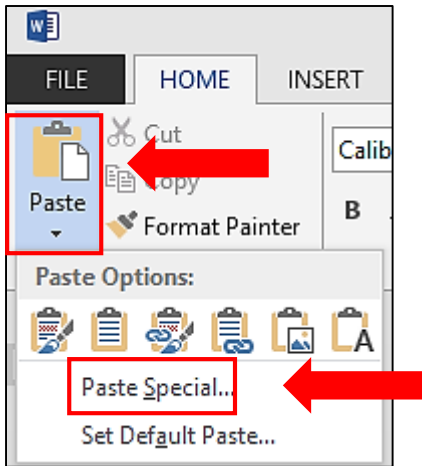 W
FILE HOME INSERT
Cut
Calib
Copy
Paste
B
Format Painter
Paste Options:
A
Paste Special...
Set Default Paste...